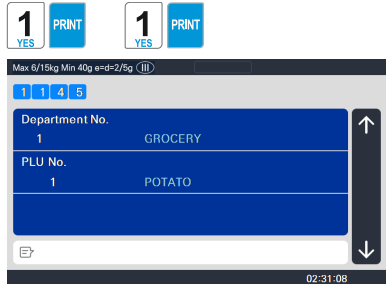 1 YES PRINT 1 YES PRINT
Max 6/15kg Min 40g e=d=2/5g III
1 1 4 5
Department No.
1 GROCERY
PLU No.
1 POTATO
02:31:08